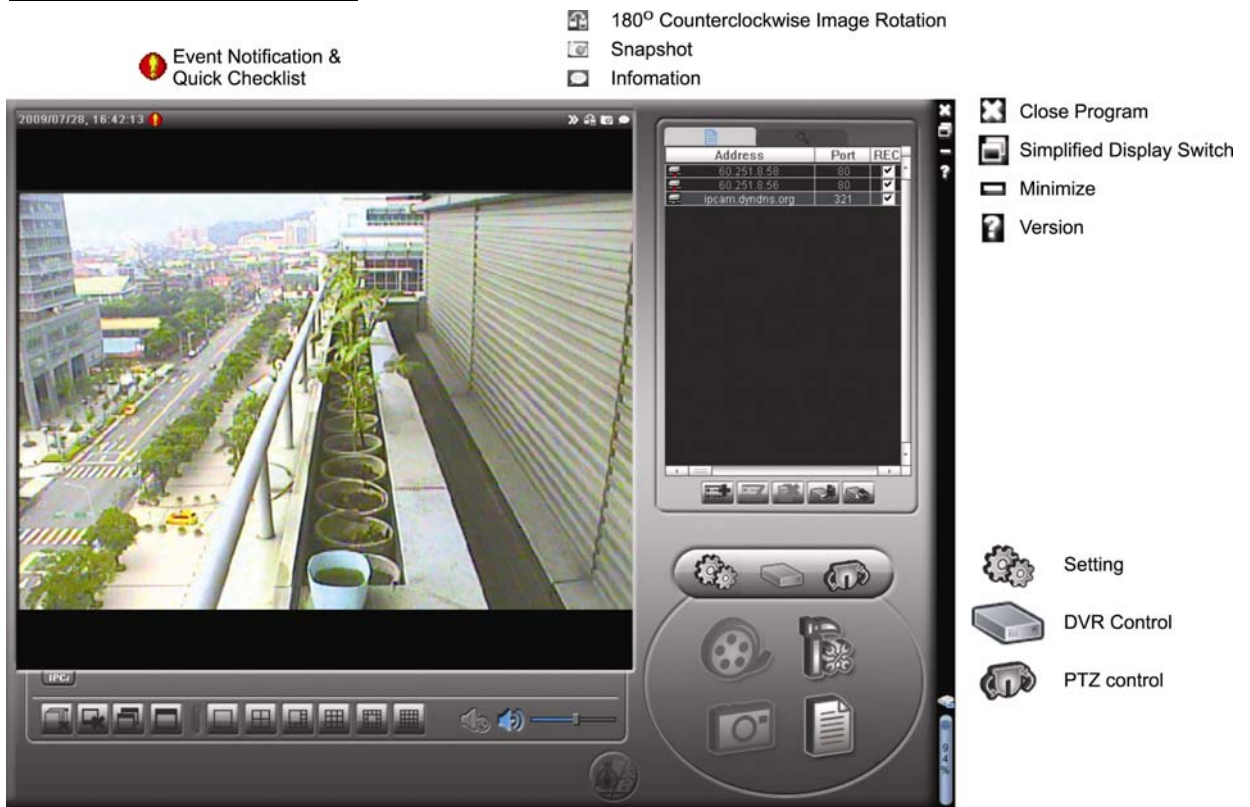 180° Counterclockwise Image Rotation
Snapshot
Infomation
Event Notification &
Quick Checklist
2009/07/28, 16:42:13
Address Port REC
60.251.8.58 80
60.251.8.56 80
ipcam.dyndns.org 321
Close Program
Simplified Display Switch
Minimize
Version
Setting
DVR Control
PTZ control
94%